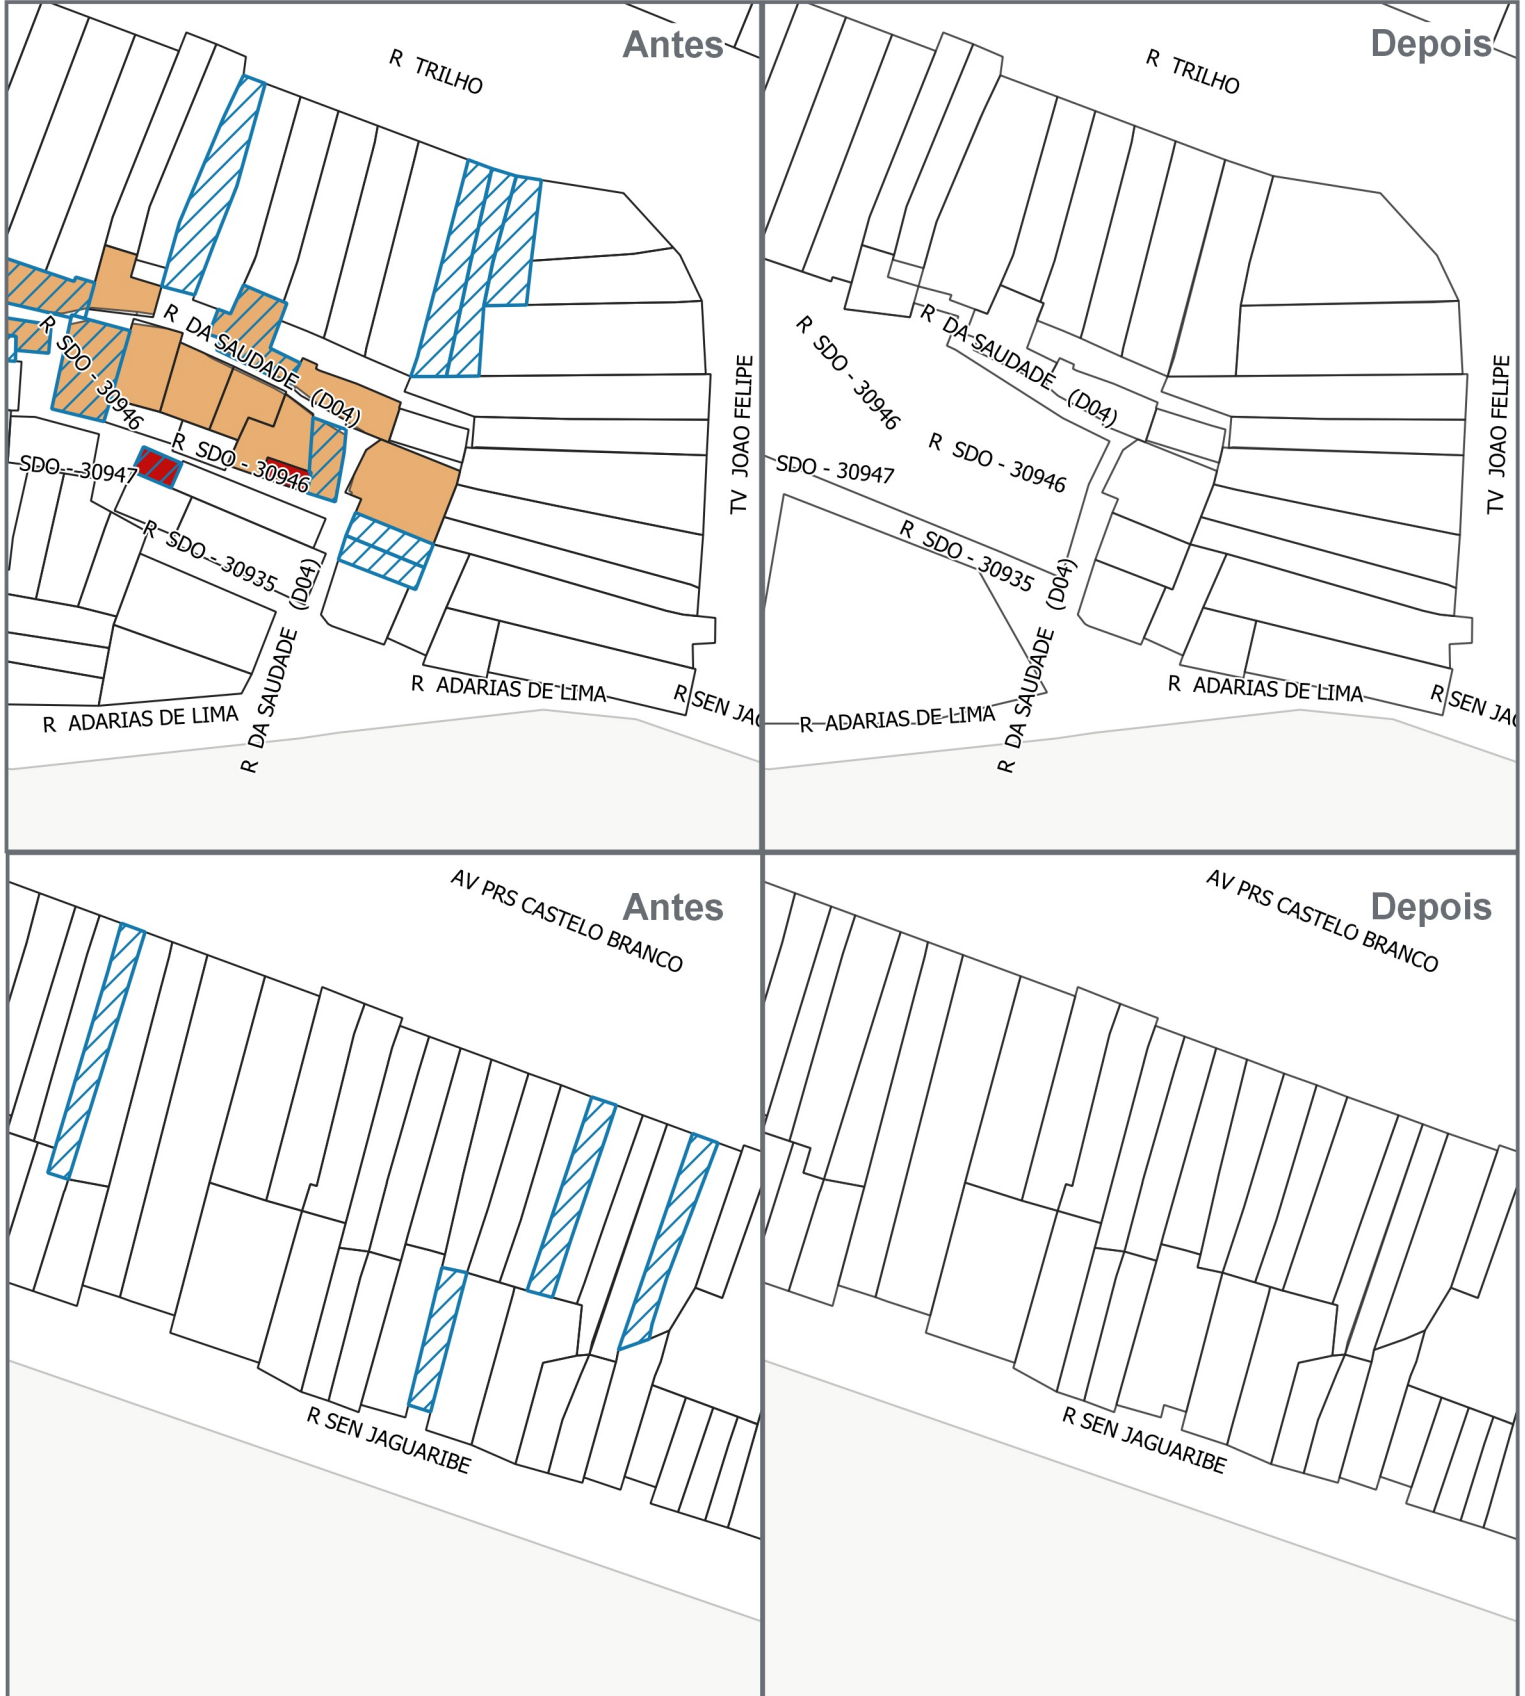 Antes
R TRILHO
R DA SAUDADE (D04)
R SDO - 30946
R SDO - 30946
SDO - 30947
R SDO - 30935
R DA SAUDADE (D04)
TV JOAO FELIPE
R ADARIAS DE LIMA
R SEN JAG
R ADARIAS DE LIMA
Depois
R TRILHO
R DA SAUDADE (D04)
R SDO - 30946
R SDO - 30946
SDO - 30947
R SDO - 30935
R DA SAUDADE (D04)
TV JOAO FELIPE
R ADARIAS DE LIMA
R SEN JAG
R ADARIAS DE LIMA
Antes
AV PRS CASTELO BRANCO
R SEN JAGUARIBE
Depois
AV PRS CASTELO BRANCO
R SEN JAGUARIBE